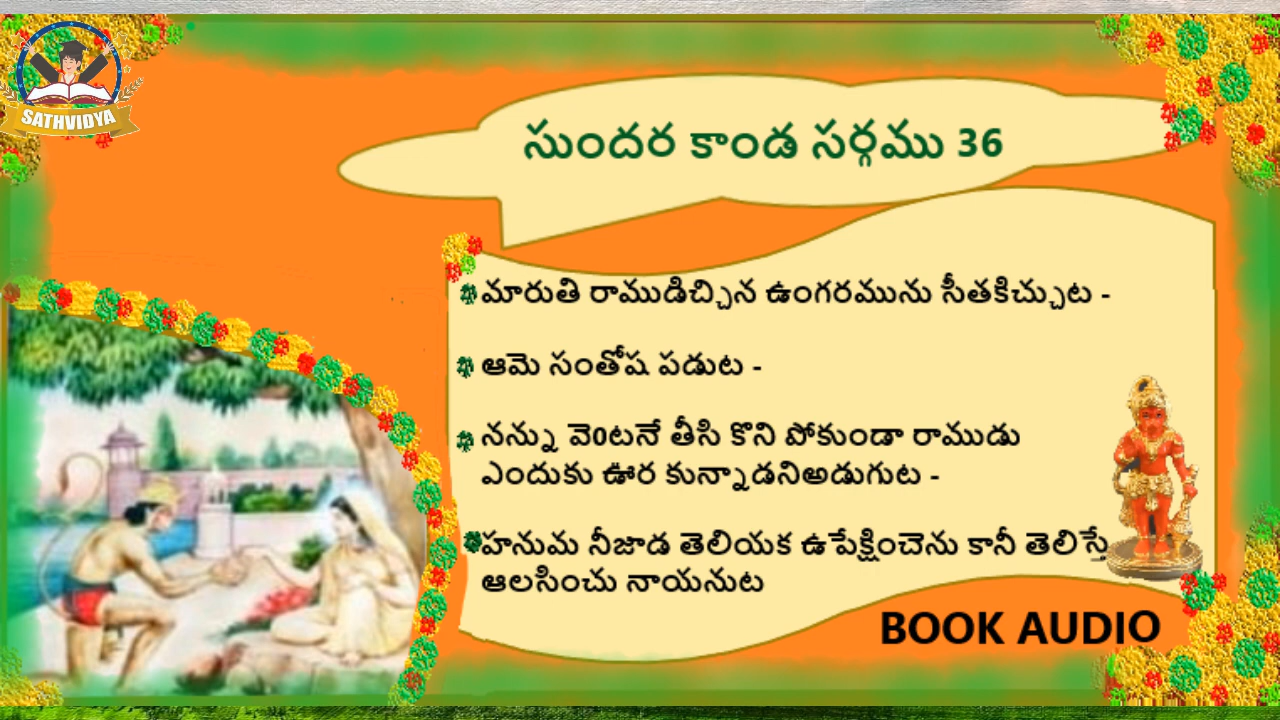 SATHVIDYA
సుందర కాండ సర్గము 36
మారుతి రాముడిచ్చిన ఉంగరమును సీతకిచ్చుట -
ఆమె సంతోష పడుట -
నన్ను వెంటనే తీసి కొని పోకుండా రాముడు
ఎందుకు ఊర కున్నాడనిఅడుగుట -
హనుమ నీజాడ తెలియక ఉపేక్షించెను కానీ తెలిస్తే
ఆలసించు నాయనుట
BOOK AUDIO